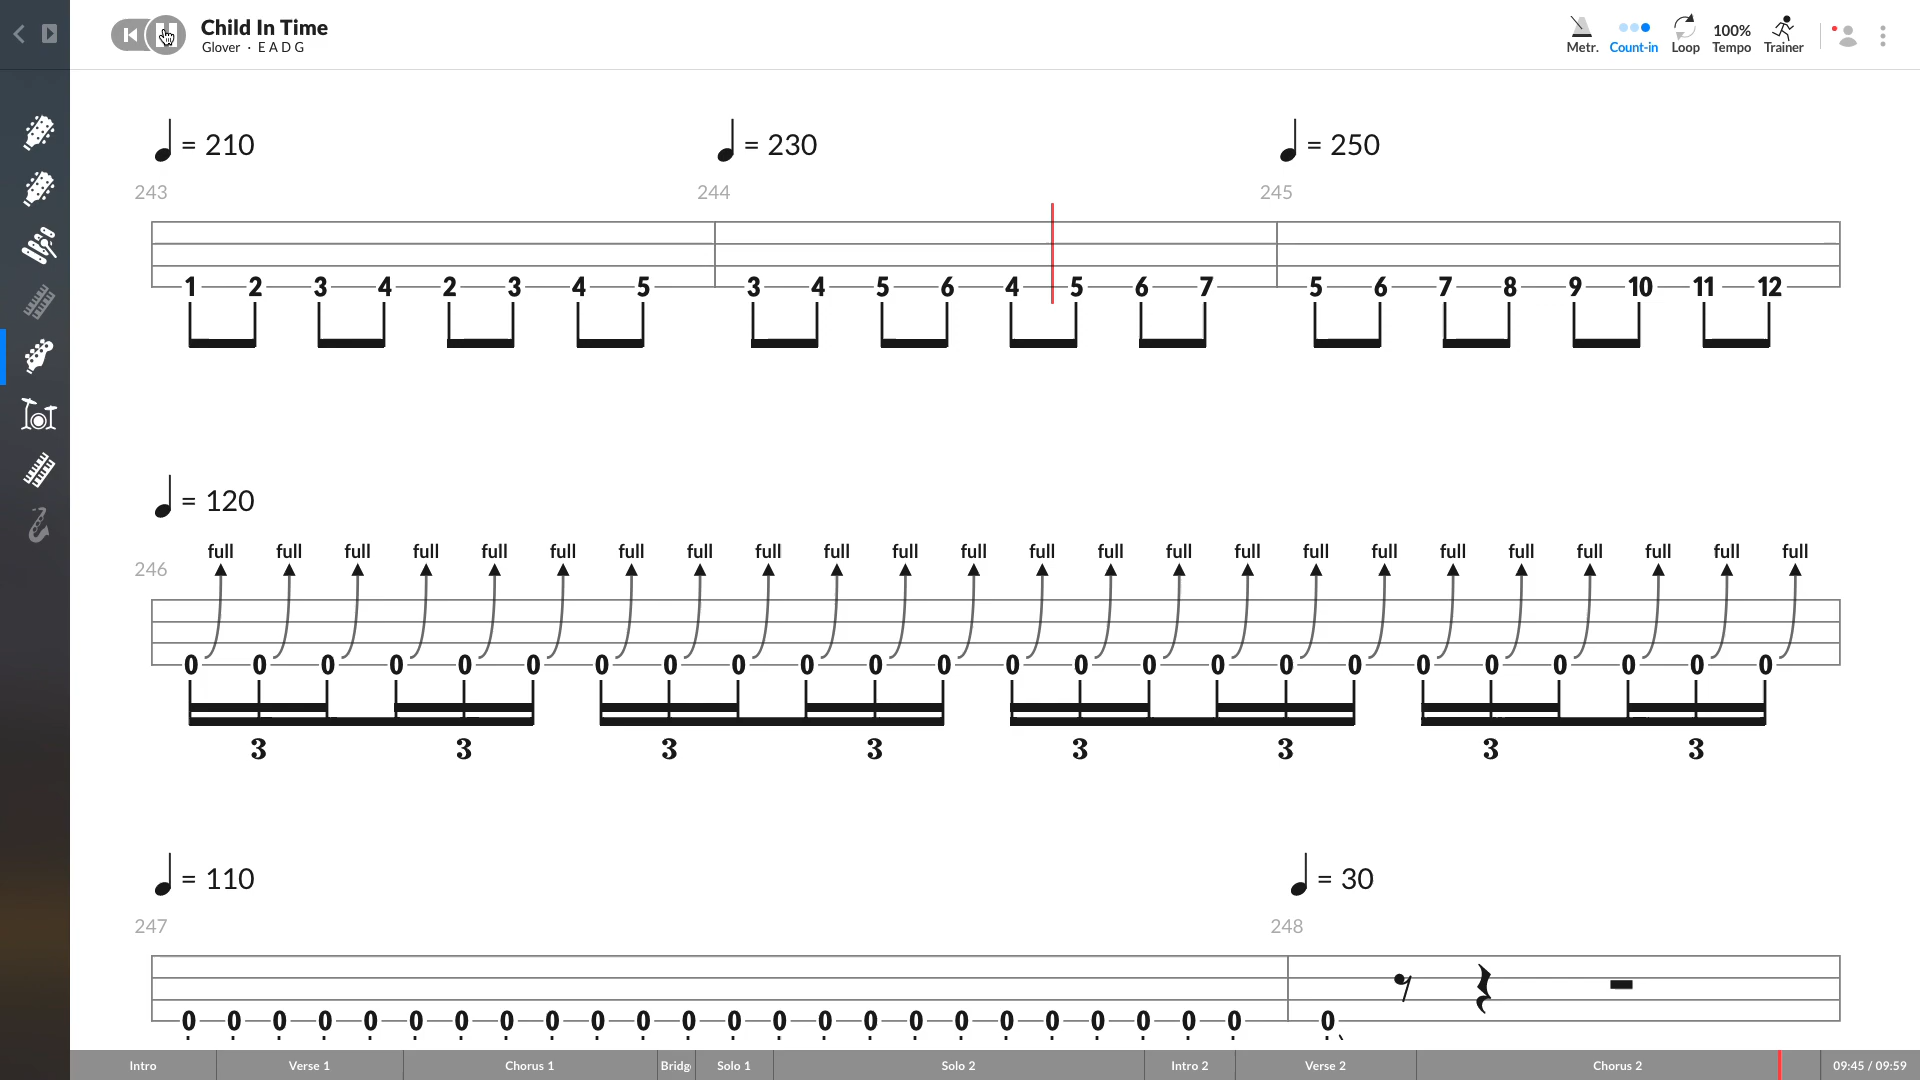 Child In Time
Glover · E A D G
Metr.
Count-in
Loop
100%
Tempo
Trainer
= 210
= 230
= 250
243
244
245
1 2 3 4 2 3 4 5 3 4 5 6 4 5 6 7 5 6 7 8 9 10 11 12
= 120
full full full full full full full full full full full full full full full full full full full full full full full full
246
0 0 0 0 0 0 0 0 0 0 0 0 0 0 0 0 0 0 0 0 0 0 0 0
3 3 3 3 3 3 3 3
= 110
= 30
247
248
0 0 0 0 0 0 0 0 0 0 0 0 0 0 0 0 0 0 0 0 0 0 0 0 0
Intro
Verse 1
Chorus 1
Bridg
Solo 1
Solo 2
Intro 2
Verse 2
Chorus 2
09:45 / 09:59